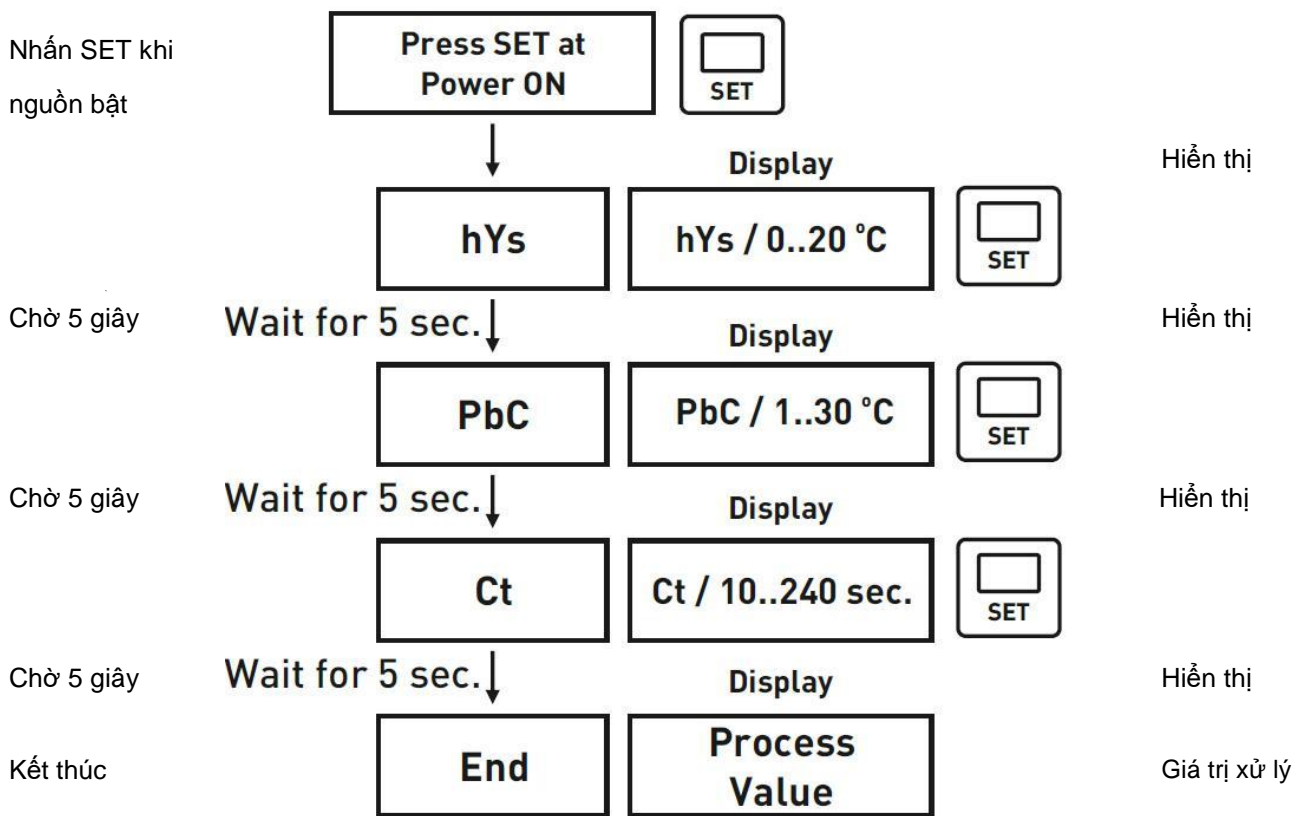 Nhấn SET khi
nguồn bật
Press SET at
Power ON
SET
Display
Hiển thị
hYs
hYs / 0..20 °C
SET
Chờ 5 giây
Wait for 5 sec.
Display
Hiển thị
PbC
PbC / 1..30 °C
SET
Chờ 5 giây
Wait for 5 sec.
Display
Hiển thị
Ct
Ct / 10..240 sec.
SET
Chờ 5 giây
Wait for 5 sec.
Display
Hiển thị
Kết thúc
End
Process
Value
Giá trị xử lý